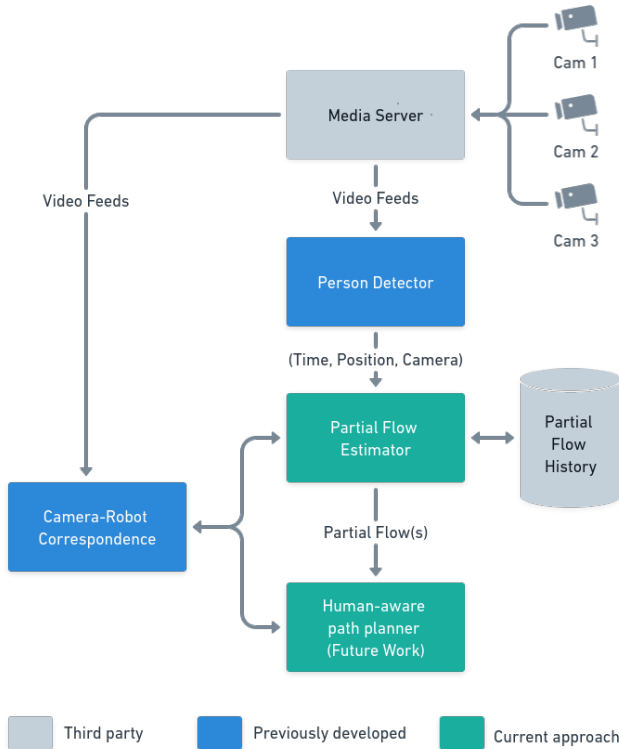 Cam 1
Media Server
Cam 2
Video Feeds
Video Feeds
Cam 3
Person Detector
(Time, Position, Camera)
Partial Flow
Estimator
Partial
Flow
History
Camera-Robot
Correspondence
Partial Flow(s)
Human-aware
path planner
(Future Work)
Third party
Previously developed
Current approach